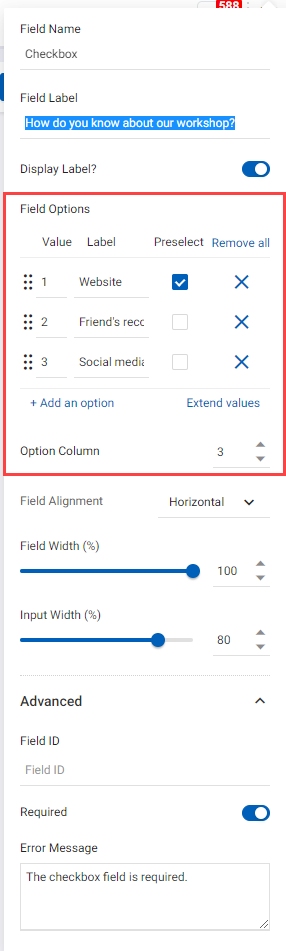 588
Field Name
Checkbox
Field Label
How do you know about our workshop?
Display Label?
Field Options
Value Label Preselect Remove all
1 Website
2 Friend's recc
3 Social media
+ Add an option Extend values
Option Column 3
Field Alignment Horizontal
Field Width (%)
100
Input Width (%)
80
Advanced
Field ID
Field ID
Required
Error Message
The checkbox field is required.